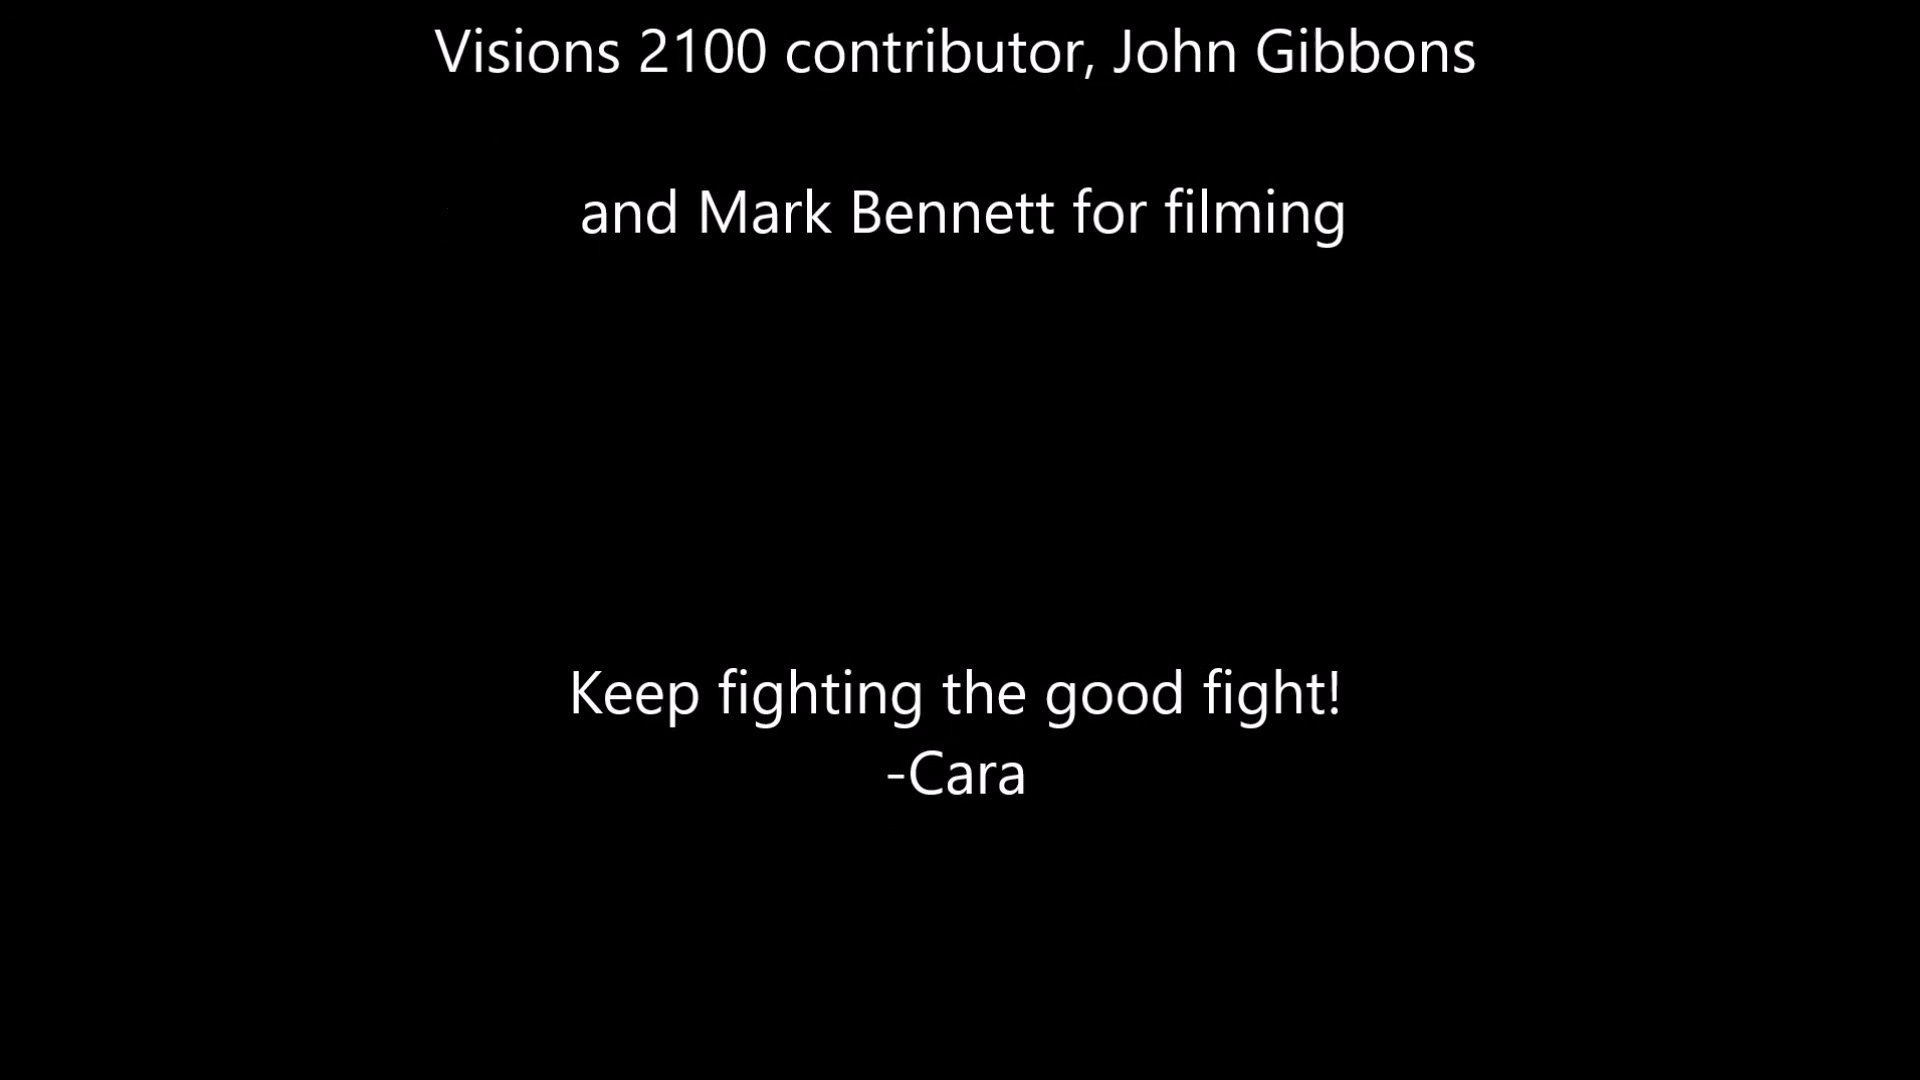 Visions 2100 contributor, John Gibbons
and Mark Bennett for filming
Keep fighting the good fight!
-Cara